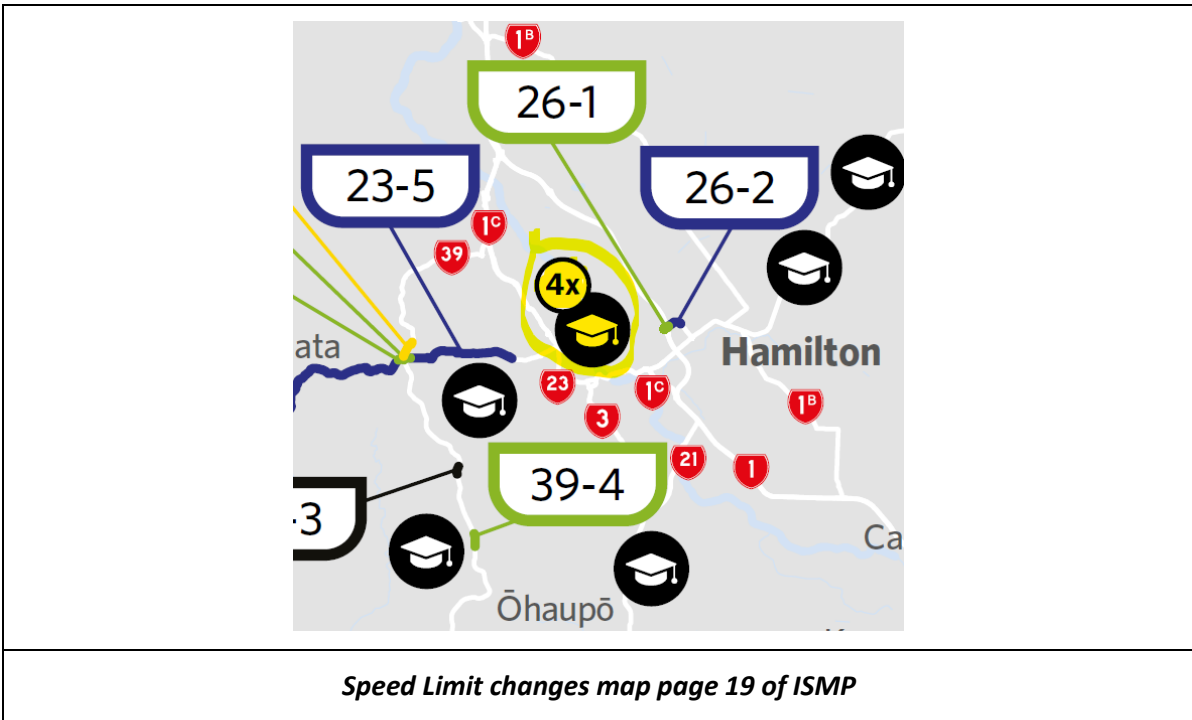 1B
26-1
23-5
26-2
1C
39
4x
ata
Hamilton
23
1C
3
1B
21
1
39-4
-3
Ca
Ōhaupō
Speed Limit changes map page 19 of ISMP